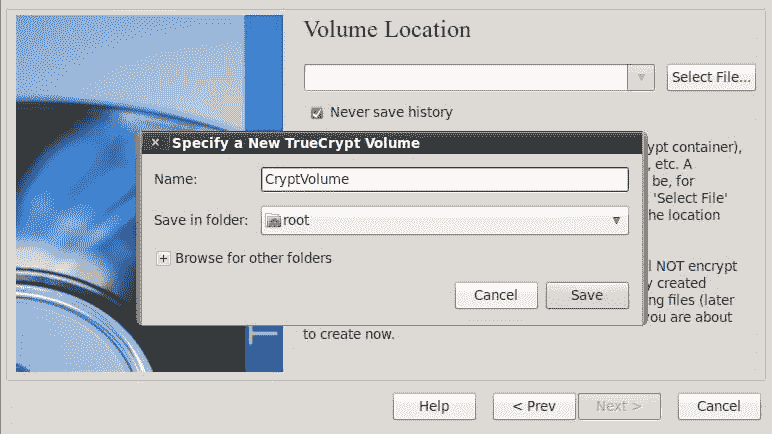 Volume Location
Select File...
Never save history
Specify a New TrueCrypt Volume
Name: CryptVolume
Save in folder: root
Browse for other folders
Cancel Save
ypt container),
, etc. A
be, for
'Select File'
he location
NOT encrypt
y created
ng files (later
you are about
to create now.
T
Help < Prev Next > Cancel